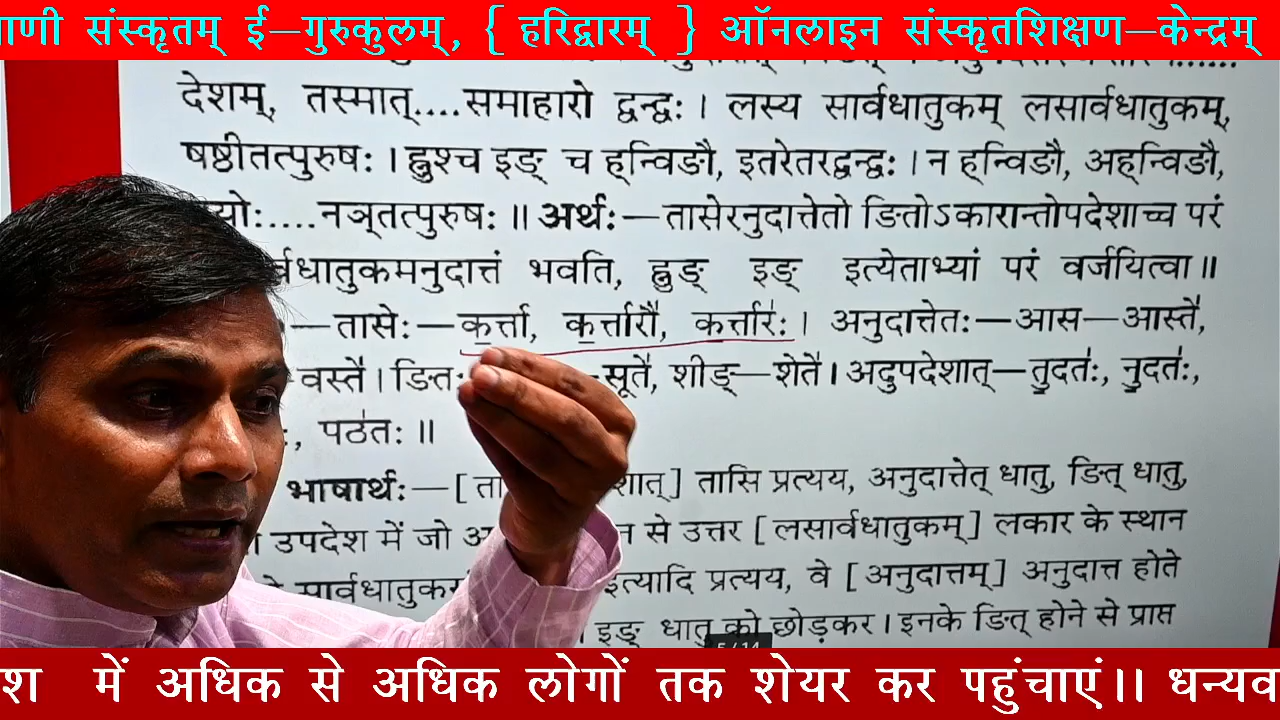 संस्कृतम् ई–गुरुकुलम्, { हरिद्वारम् } ऑनलाइन संस्कृतशिक्षण–केन्द्रम्
देशम्, तस्मात्....समाहारो द्वन्द्वः । लस्य सार्वधातुकम् लसार्वधातुकम्,
षष्ठीतत्पुरुषः । ह्नुश्च इङ् च ह्न्विङौ, इतरेतरद्वन्द्वः । न ह्न्विङौ, अह्न्विङौ,
.....नञ्तत्पुरुषः ॥ अर्थः—तासेरनुदात्तेतो ङितोऽकारान्तोपदेशाच्च परं
र्वधातुकमनुदात्तं भवति, ह्नुङ् इङ् इत्येताभ्यां परं वर्जयित्वा ॥
—तासेः—क॒र्त्ता, क॒र्त्तारौ॑, क॒र्त्तार॑ः । अनुदात्तेतः—आस—आस्ते॑,
वस्ते॑ । ङितः —सूते॑, शीङ्—शेते॑ । अदुपदेशात्—तु॒दत॑ः, नु॒दत॑ः,
पठ॑तः ॥
भाषार्थः—[ता शात्] तासि प्रत्यय, अनुदात्तेत् धातु, ङित् धातु,
उपदेश में जो अ से उत्तर [लसार्वधातुकम्] लकार के स्थान
सार्वधातुक इत्यादि प्रत्यय, वे [अनुदात्तम्] अनुदात्त होते
। इङ् धातु को छोड़कर । इनके ङित् होने से प्राप्त
में अधिक से अधिक लोगों तक शेयर कर पहुंचाएं।। धन्यव